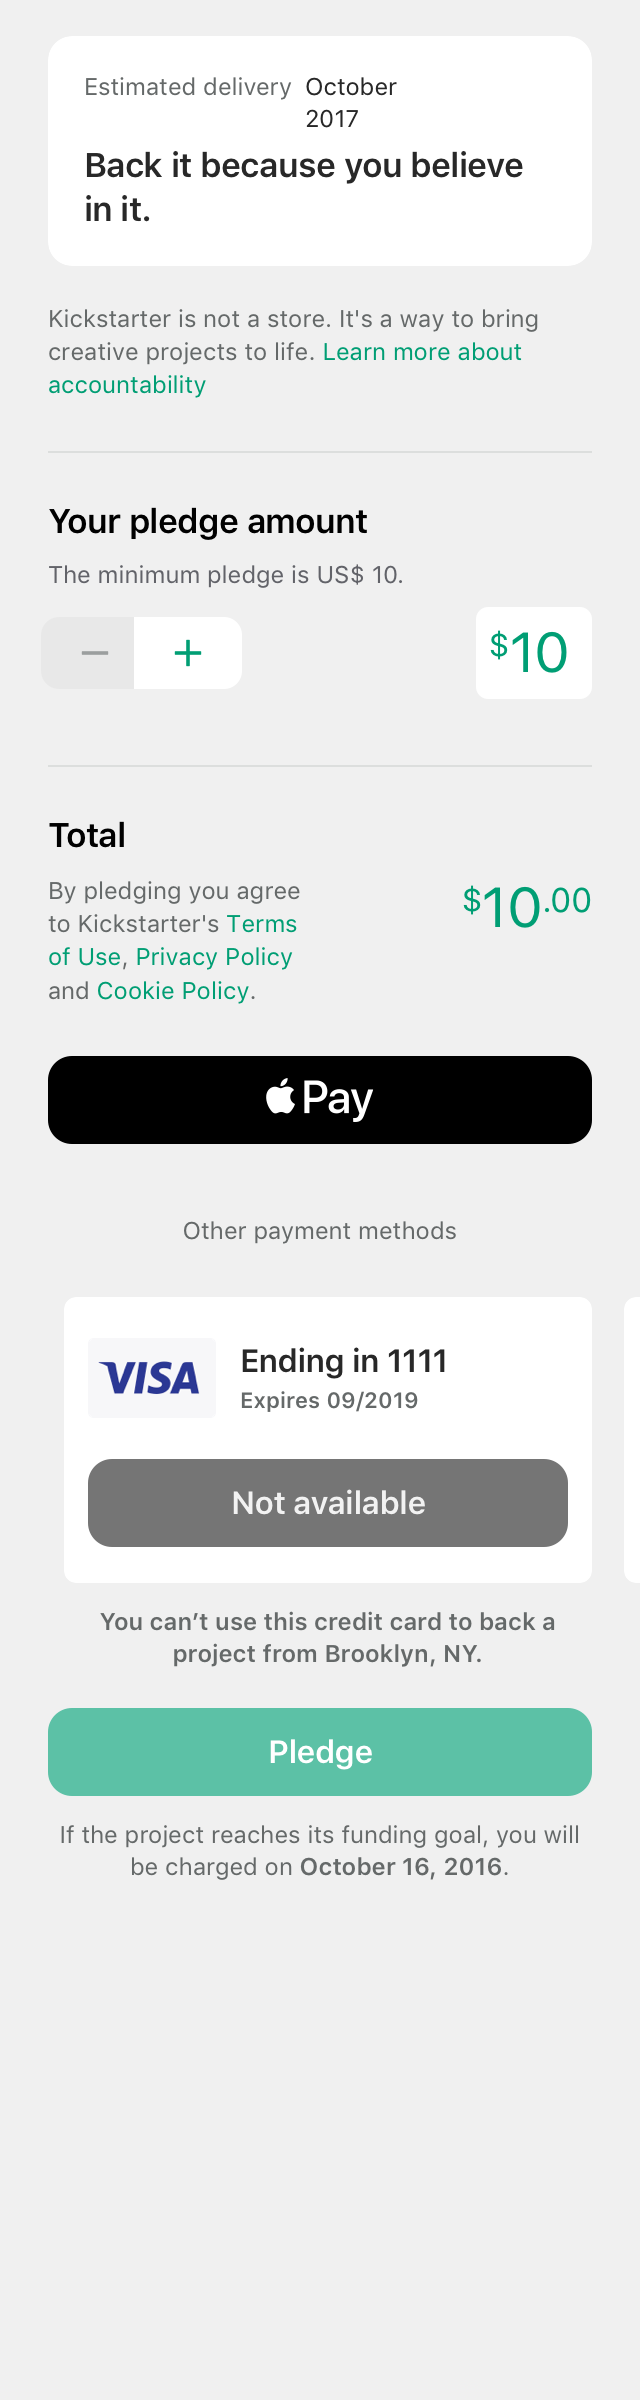 Estimated delivery October
2017
Back it because you believe
in it.
Kickstarter is not a store. It's a way to bring
creative projects to life. Learn more about
accountability
Your pledge amount
The minimum pledge is US$ 10.
− +
$10
Total
By pledging you agree
to Kickstarter's Terms
of Use, Privacy Policy
and Cookie Policy.
$10.00
Pay
Other payment methods
VISA
Ending in 1111
Expires 09/2019
Not available
You can’t use this credit card to back a
project from Brooklyn, NY.
Pledge
If the project reaches its funding goal, you will
be charged on October 16, 2016.